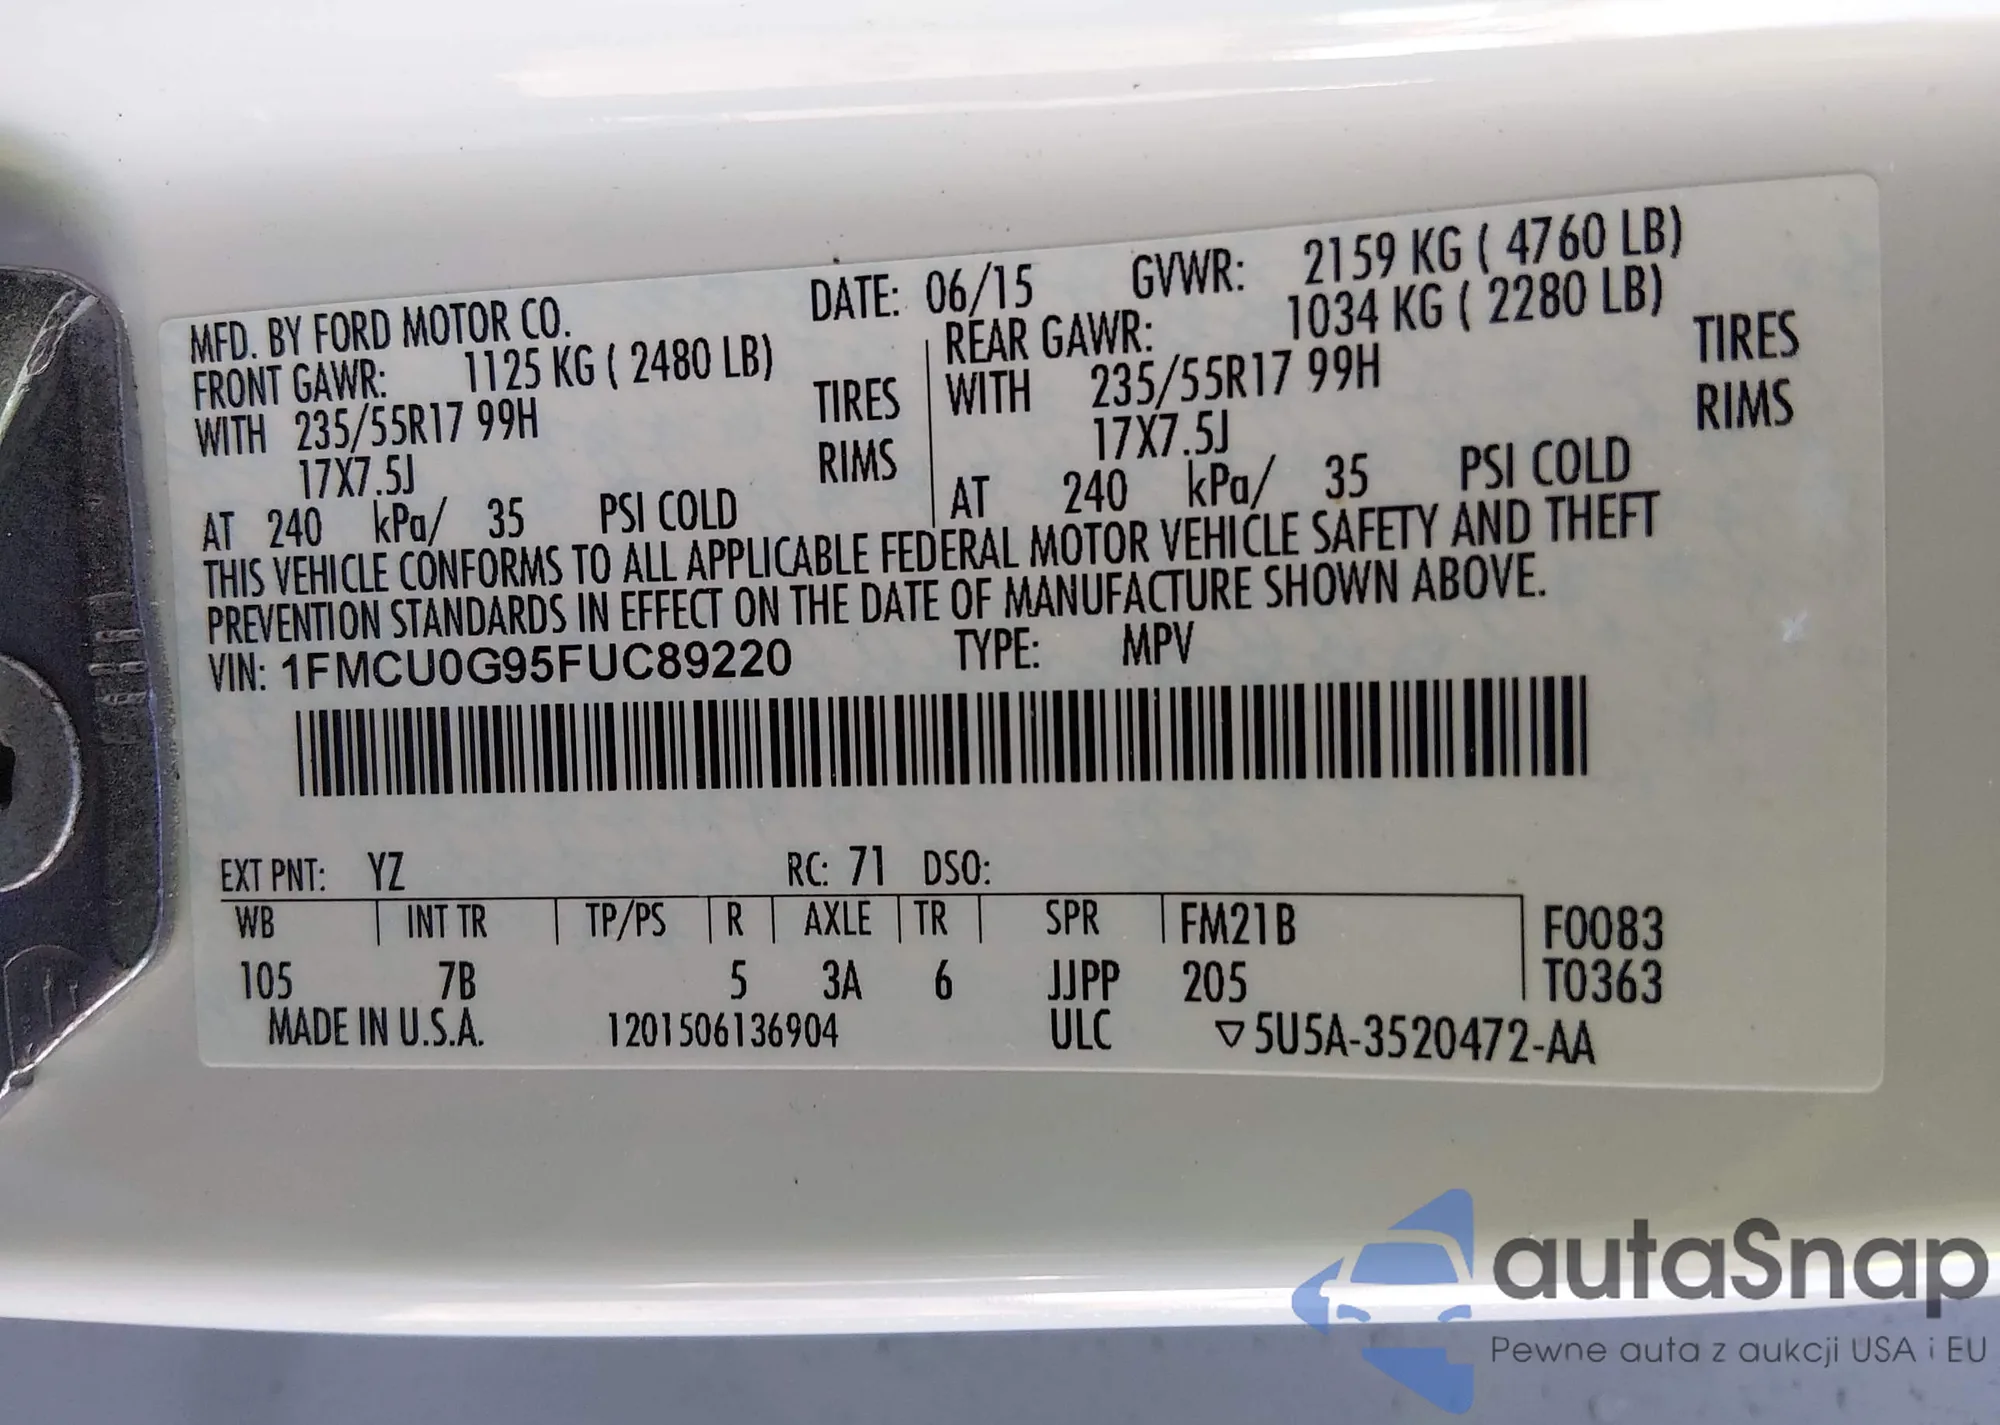 MFD. BY FORD MOTOR CO. DATE: 06/15 GVWR: 2159 KG ( 4760 LB)
FRONT GAWR: 1125 KG ( 2480 LB) REAR GAWR: 1034 KG ( 2280 LB)
WITH 235/55R17 99H TIRES WITH 235/55R17 99H TIRES
17X7.5J RIMS 17X7.5J RIMS
AT 240 kPa/ 35 PSI COLD AT 240 kPa/ 35 PSI COLD
THIS VEHICLE CONFORMS TO ALL APPLICABLE FEDERAL MOTOR VEHICLE SAFETY AND THEFT
PREVENTION STANDARDS IN EFFECT ON THE DATE OF MANUFACTURE SHOWN ABOVE.
VIN: 1FMCU0G95FUC89220 TYPE: MPV
EXT PNT: YZ RC: 71 DSO:
WB INT TR TP/PS R AXLE TR SPR FM21B F0083
105 7B 5 3A 6 JJPP 205 T0363
MADE IN U.S.A. 1201506136904 ULC ▽5U5A-3520472-AA
autaSnap
Pewne auta z aukcji USA i EU